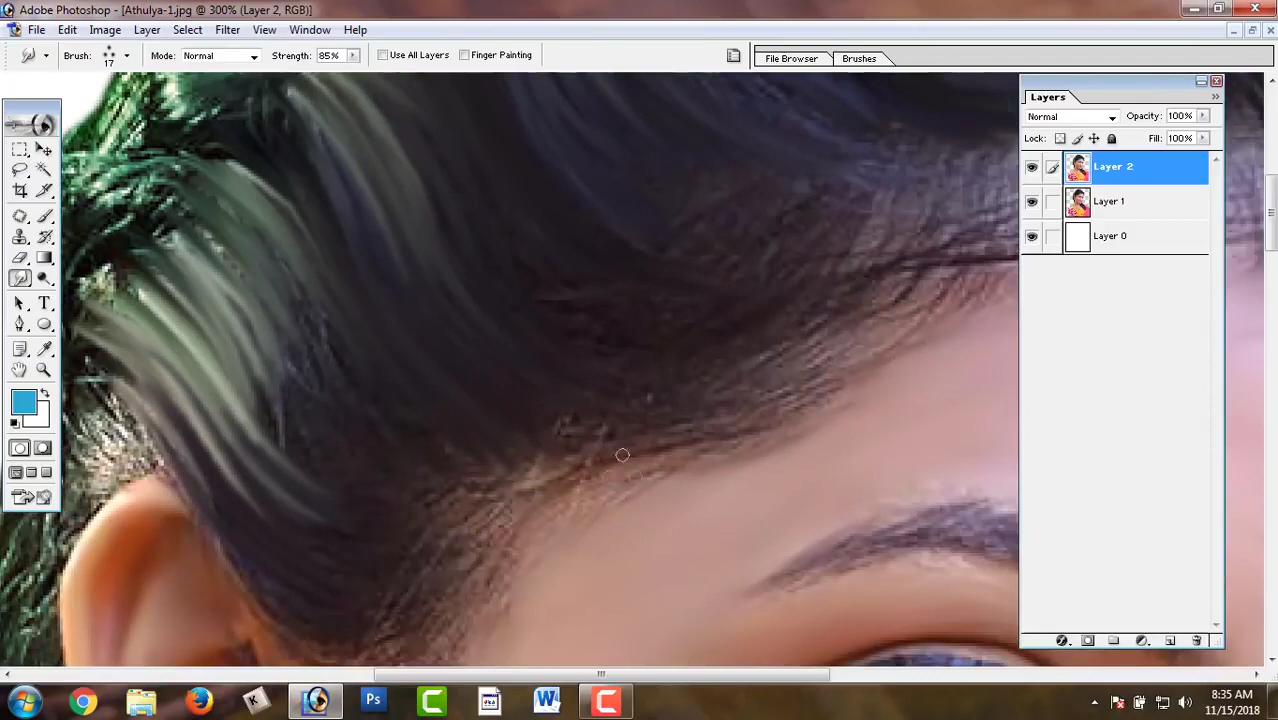 Adobe Photoshop - [Athulya-1.jpg @ 300% (Layer 2, RGB)]
File Edit Image Layer Select Filter View Window Help
Brush: 17 Mode: Normal Strength: 85% Use All Layers Finger Painting File Browser Brushes
Layers
Normal Opacity: 100%
Lock: Fill: 100%
Layer 2
Layer 1
Layer 0
T
K Ps C W C
8:35 AM
11/15/2018